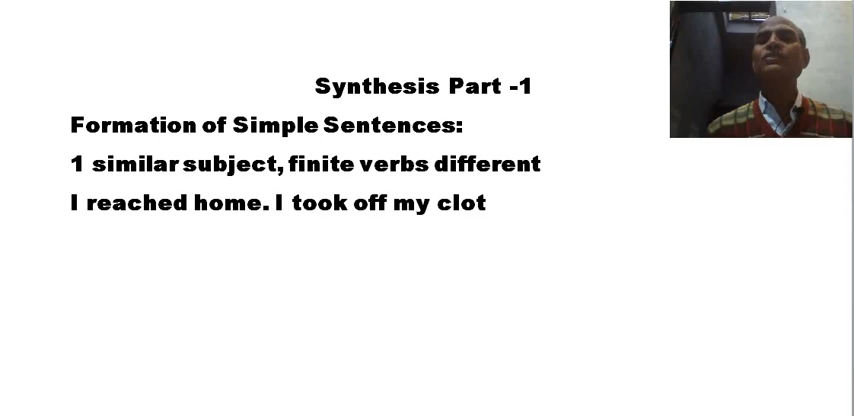 Synthesis Part -1
Formation of Simple Sentences:
1 similar subject, finite verbs different
I reached home. I took off my clot